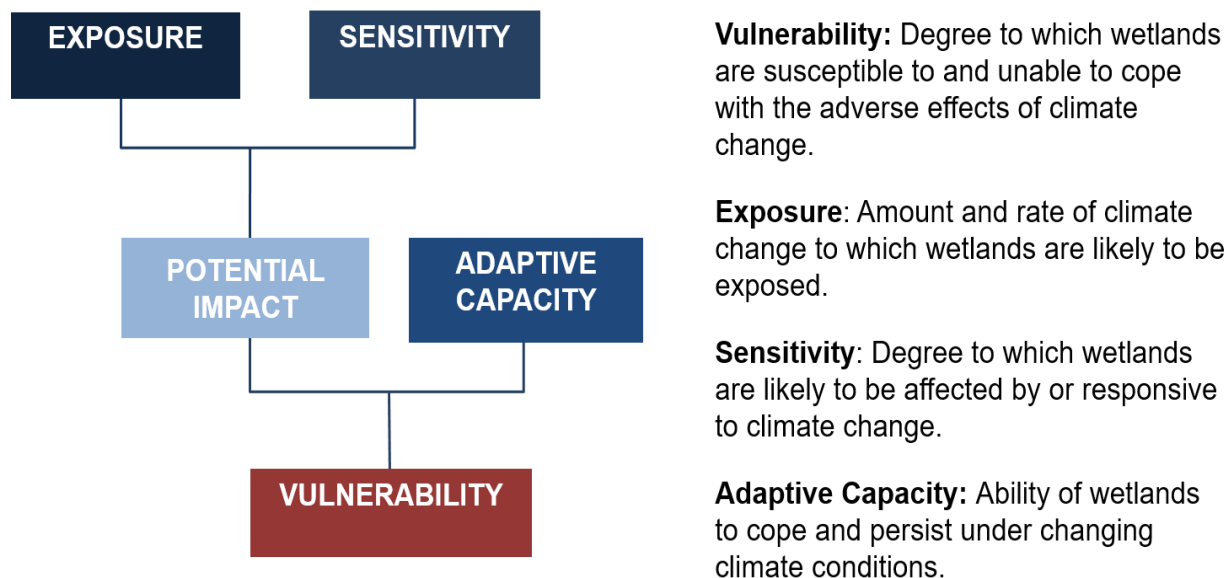 EXPOSURE
SENSITIVITY
POTENTIAL
IMPACT
ADAPTIVE
CAPACITY
VULNERABILITY
Vulnerability: Degree to which wetlands
are susceptible to and unable to cope
with the adverse effects of climate
change.
Exposure: Amount and rate of climate
change to which wetlands are likely to be
exposed.
Sensitivity: Degree to which wetlands
are likely to be affected by or responsive
to climate change.
Adaptive Capacity: Ability of wetlands
to cope and persist under changing
climate conditions.